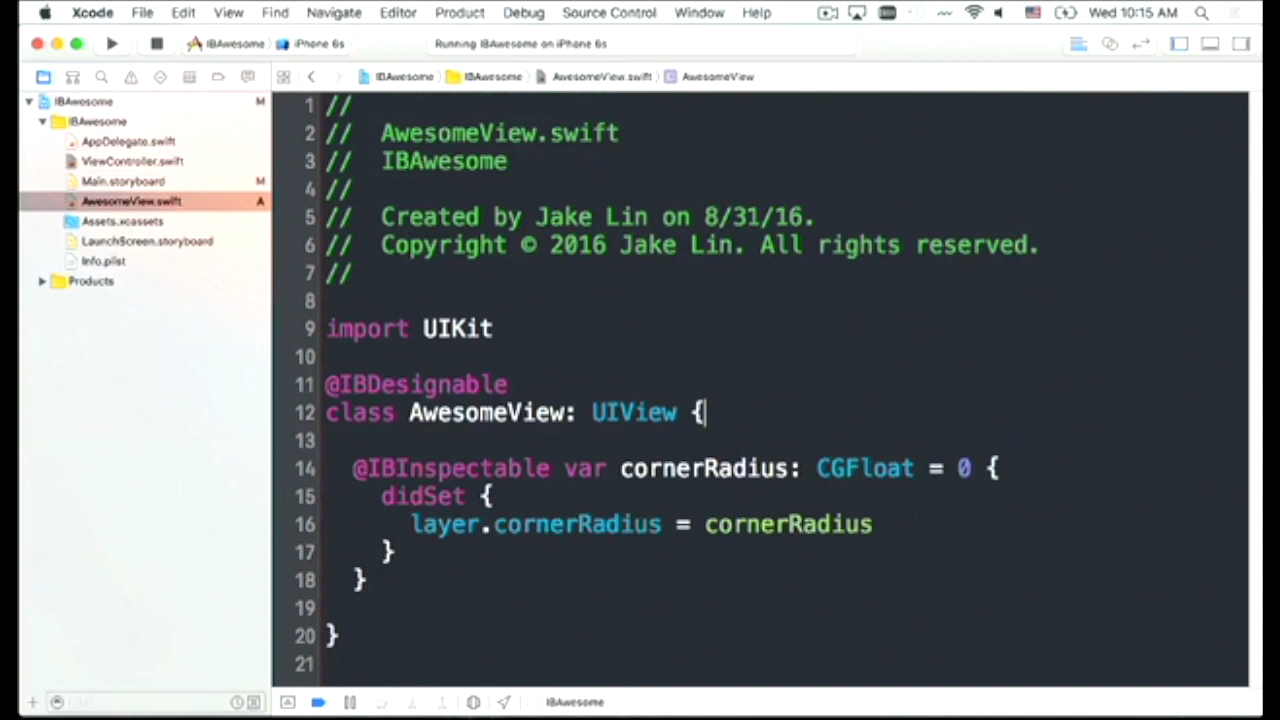 Xcode File Edit View Find Navigate Editor Product Debug Source Control Window Help Wed 10:15 AM
IBAwesome iPhone 6s Running IBAwesome on iPhone 6s
IBAwesome IBAwesome AwesomeView.swift AwesomeView
IBAwesome M
IBAwesome
AppDelegate.swift
ViewController.swift
Main.storyboard M
AwesomeView.swift A
Assets.xcassets
LaunchScreen.storyboard
Info.plist
Products
1 //
2 // AwesomeView.swift
3 // IBAwesome
4 //
5 // Created by Jake Lin on 8/31/16.
6 // Copyright © 2016 Jake Lin. All rights reserved.
7 //
8
9 import UIKit
10
11 @IBDesignable
12 class AwesomeView: UIView {
13
14 @IBInspectable var cornerRadius: CGFloat = 0 {
15 didSet {
16 layer.cornerRadius = cornerRadius
17 }
18 }
19
20 }
21
IBAwesome